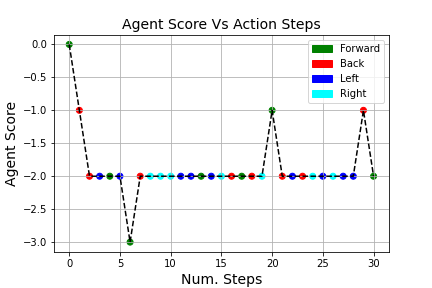 Agent Score Vs Action Steps
Agent Score
0.0
−0.5
−1.0
−1.5
−2.0
−2.5
−3.0
Forward
Back
Left
Right
0 5 10 15 20 25 30
Num. Steps